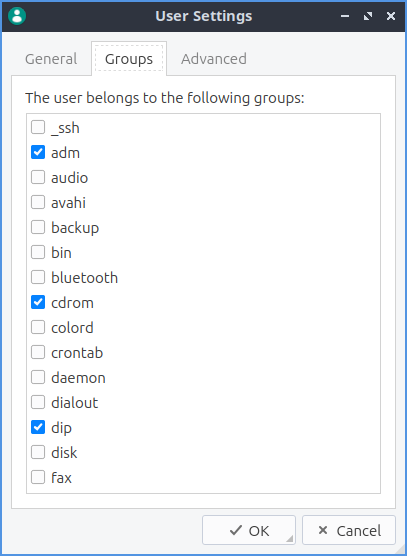 User Settings
General Groups Advanced
The user belongs to the following groups:
_ssh
adm
audio
avahi
backup
bin
bluetooth
cdrom
colord
crontab
daemon
dialout
dip
disk
fax
OK Cancel